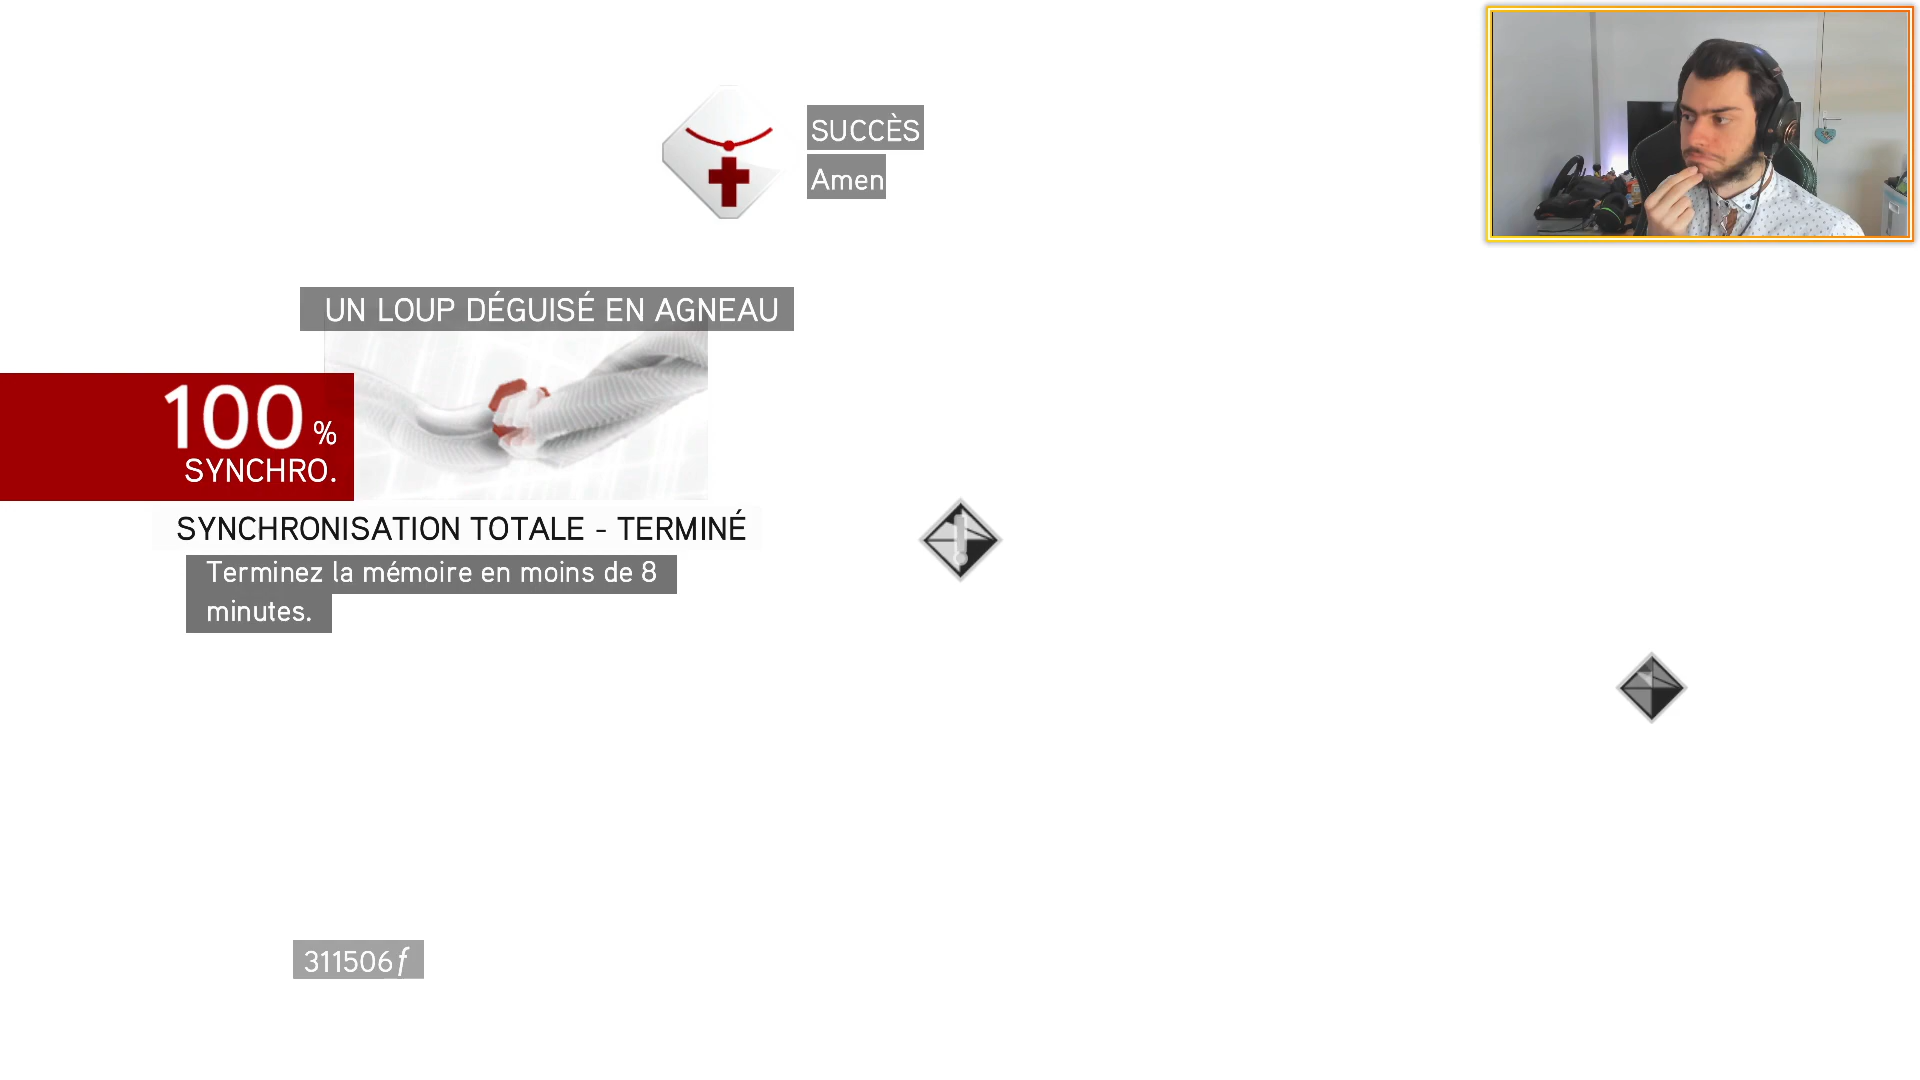 SUCCÈS
Amen
UN LOUP DÉGUISÉ EN AGNEAU
100 %
SYNCHRO.
SYNCHRONISATION TOTALE - TERMINÉ
Terminez la mémoire en moins de 8
minutes.
311506 ƒ